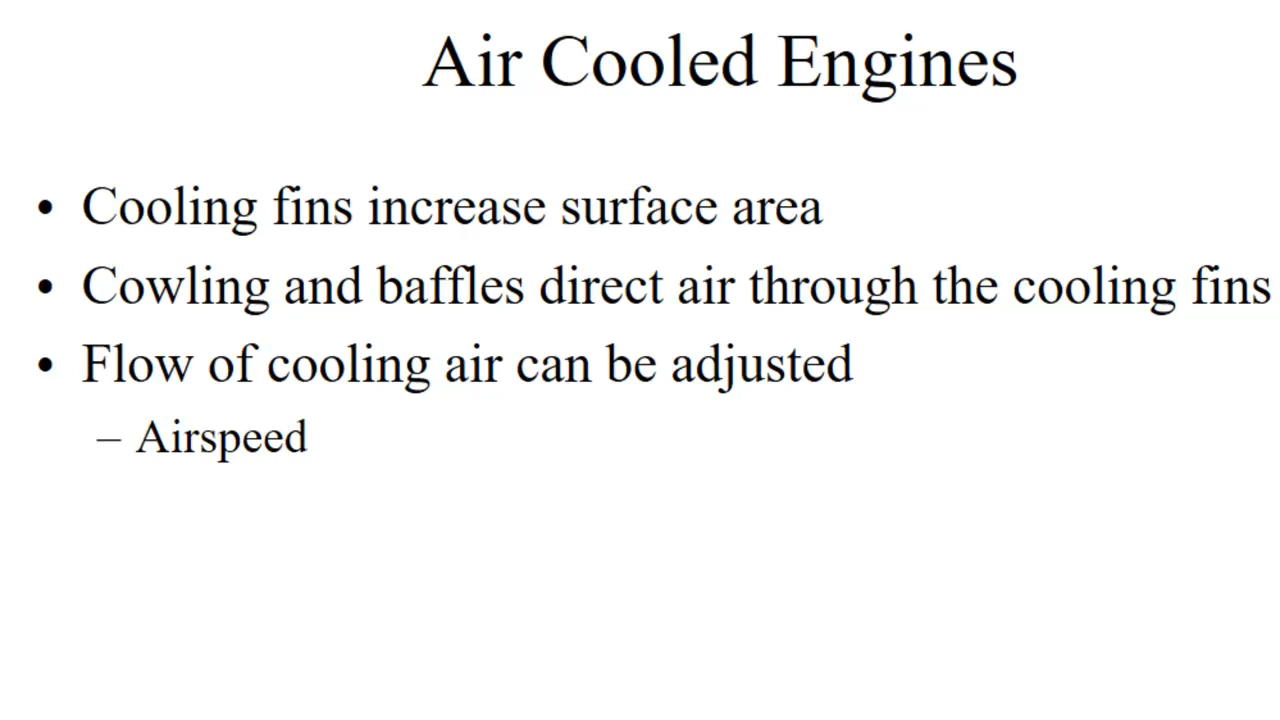 Air Cooled Engines
• Cooling fins increase surface area
• Cowling and baffles direct air through the cooling fins
• Flow of cooling air can be adjusted
– Airspeed